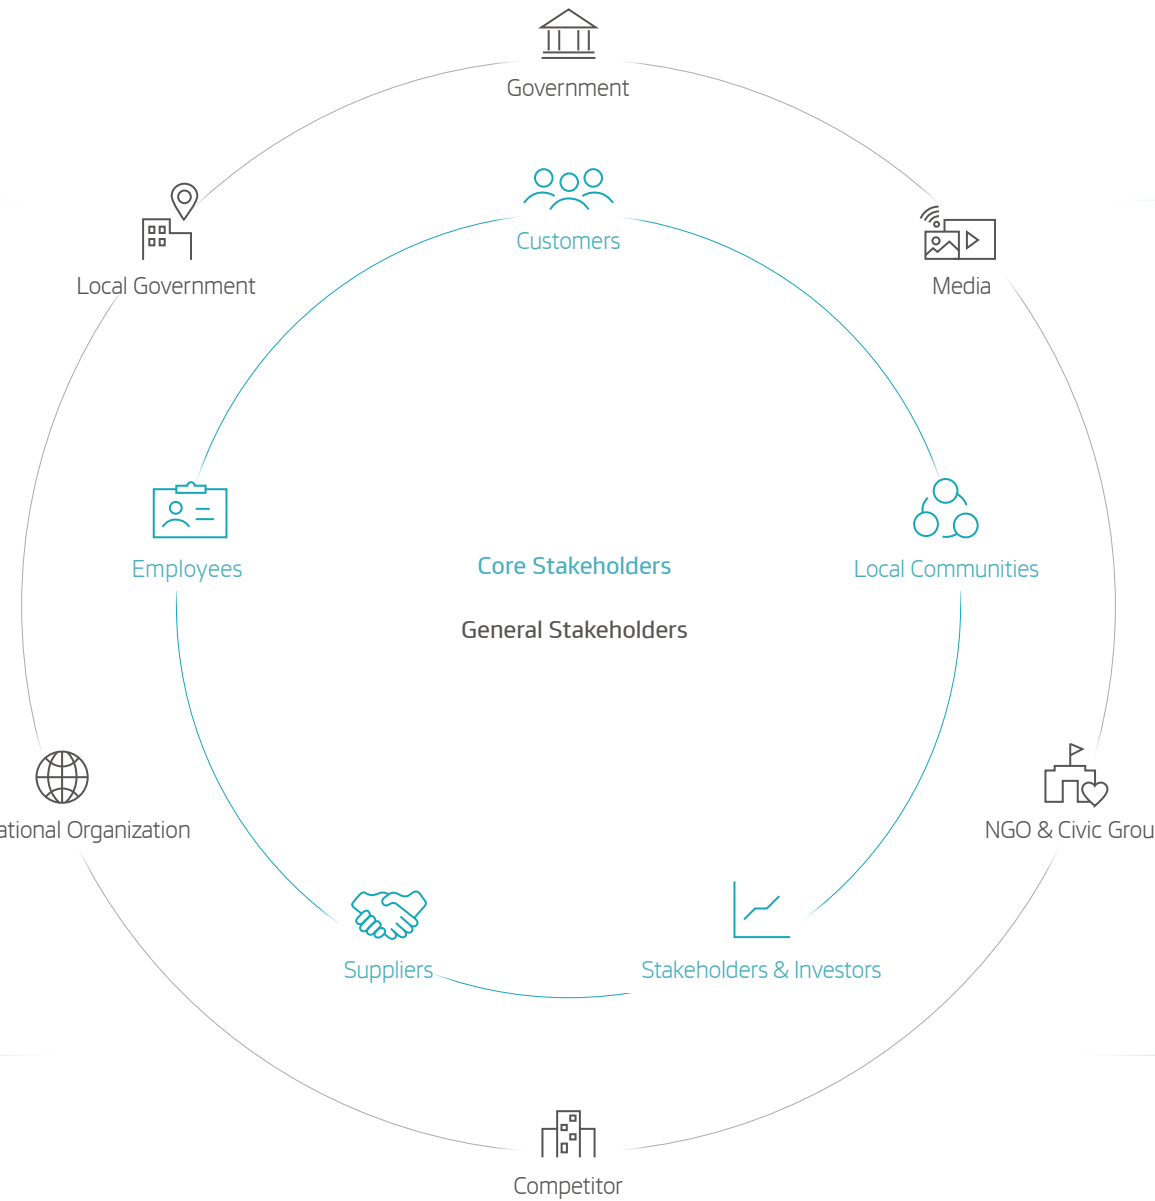 Government
Customers
Local Government
Media
Employees
Core Stakeholders
Local Communities
General Stakeholders
ational Organization
NGO & Civic Grou
Suppliers
Stakeholders & Investors
Competitor